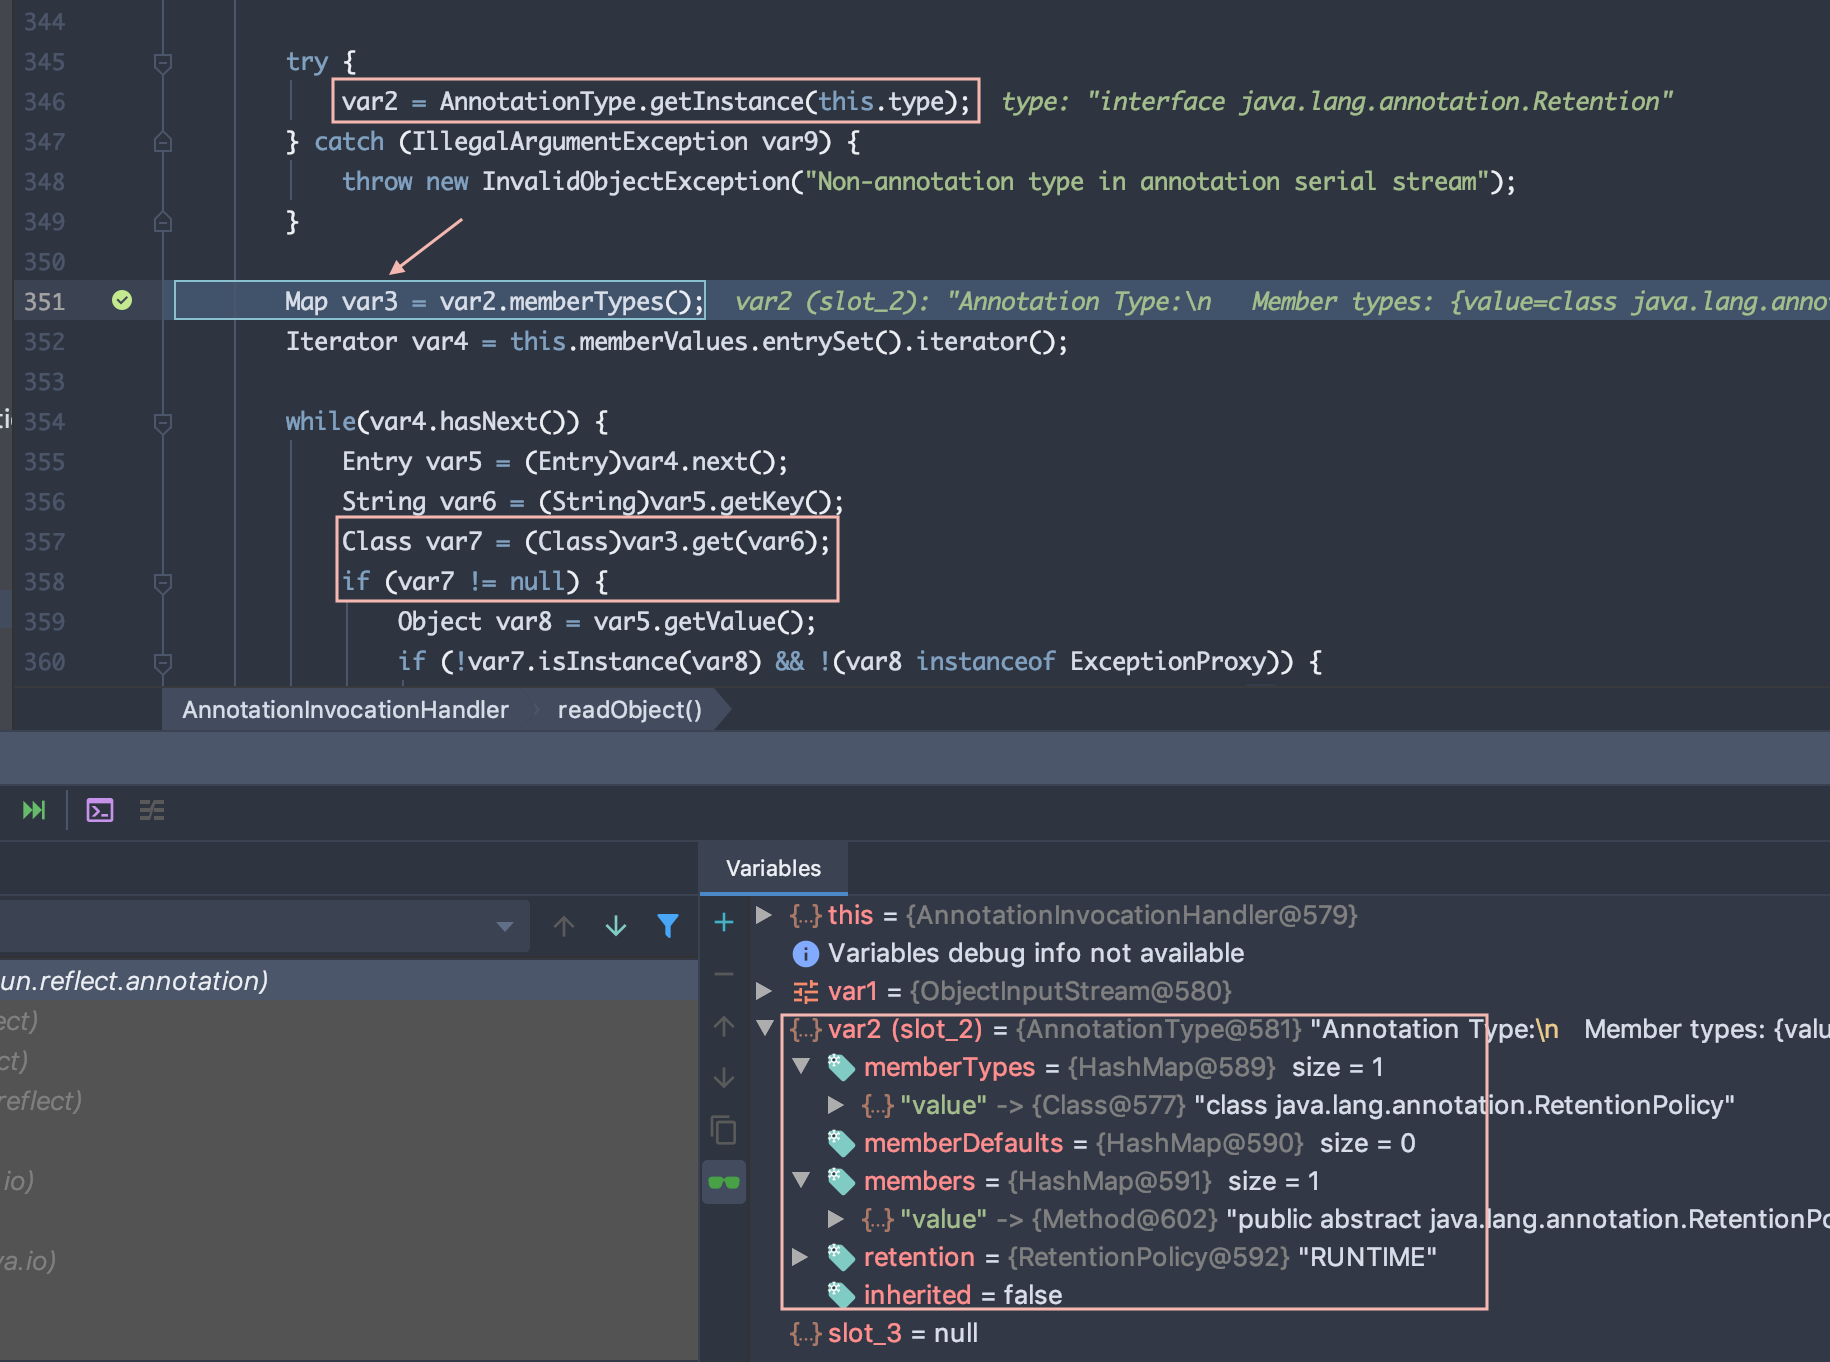 344
345 try {
346 var2 = AnnotationType.getInstance(this.type); type: "interface java.lang.annotation.Retention"
347 } catch (IllegalArgumentException var9) {
348 throw new InvalidObjectException("Non-annotation type in annotation serial stream");
349 }
350
351 Map var3 = var2.memberTypes(); var2 (slot_2): "Annotation Type:\n Member types: {value=class java.lang.anno
352 Iterator var4 = this.memberValues.entrySet().iterator();
353
354 while(var4.hasNext()) {
355 Entry var5 = (Entry)var4.next();
356 String var6 = (String)var5.getKey();
357 Class var7 = (Class)var3.get(var6);
358 if (var7 != null) {
359 Object var8 = var5.getValue();
360 if (!var7.isInstance(var8) && !(var8 instanceof ExceptionProxy)) {
AnnotationInvocationHandler readObject()
Variables
this = {AnnotationInvocationHandler@579}
Variables debug info not available
var1 = {ObjectInputStream@580}
var2 (slot_2) = {AnnotationType@581} "Annotation Type:\n Member types: {valu
memberTypes = {HashMap@589} size = 1
"value" -> {Class@577} "class java.lang.annotation.RetentionPolicy"
memberDefaults = {HashMap@590} size = 0
members = {HashMap@591} size = 1
"value" -> {Method@602} "public abstract java.lang.annotation.RetentionPo
retention = {RetentionPolicy@592} "RUNTIME"
inherited = false
slot_3 = null
un.reflect.annotation)
ect)
ct)
reflect)
io)
va.io)